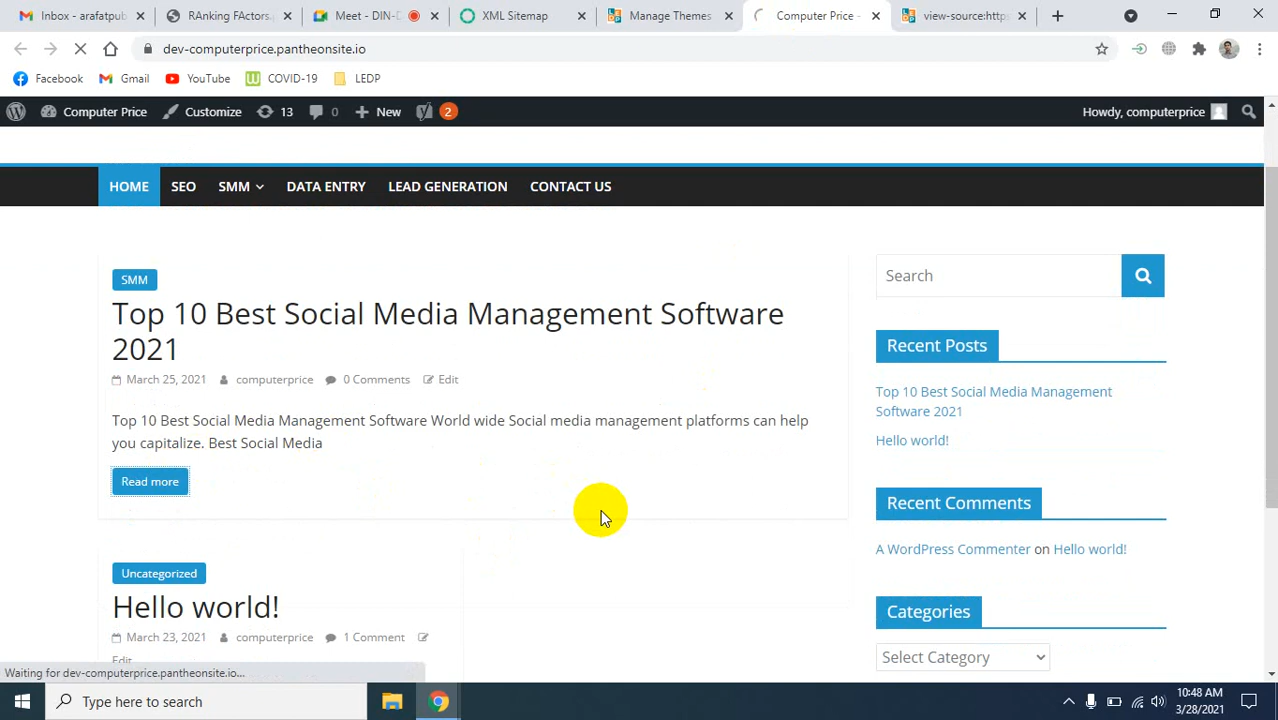 Inbox - arafatpub
RAnking FActors.
Meet - DIN-D
XML Sitemap
Manage Themes
Computer Price -
view-source:https
dev-computerprice.pantheonsite.io
Facebook
Gmail
YouTube
COVID-19
LEDP
Computer Price
Customize
13
0
New
2
Howdy, computerprice
HOME
SEO
SMM
DATA ENTRY
LEAD GENERATION
CONTACT US
SMM
Top 10 Best Social Media Management Software
2021
March 25, 2021
computerprice
0 Comments
Edit
Top 10 Best Social Media Management Software World wide Social media management platforms can help
you capitalize. Best Social Media
Read more
Uncategorized
Hello world!
March 23, 2021
computerprice
1 Comment
Edit
Search
Recent Posts
Top 10 Best Social Media Management
Software 2021
Hello world!
Recent Comments
A WordPress Commenter on Hello world!
Categories
Select Category
Waiting for dev-computerprice.pantheonsite.io...
Type here to search
10:48 AM
3/28/2021